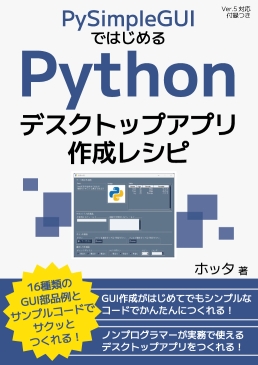 Ver.5 対応
付録つき
PySimpleGUI
ではじめる
Python
デスクトップアプリ
作成レシピ
ホッタ 著
16種類の
GUI部品例と
サンプルコードで
サクッと
つくれる！
GUI作成がはじめてでもシンプルな
コードでかんたんにつくれる！
ノンプログラマーが実務で使える
デスクトップアプリをつくれる！